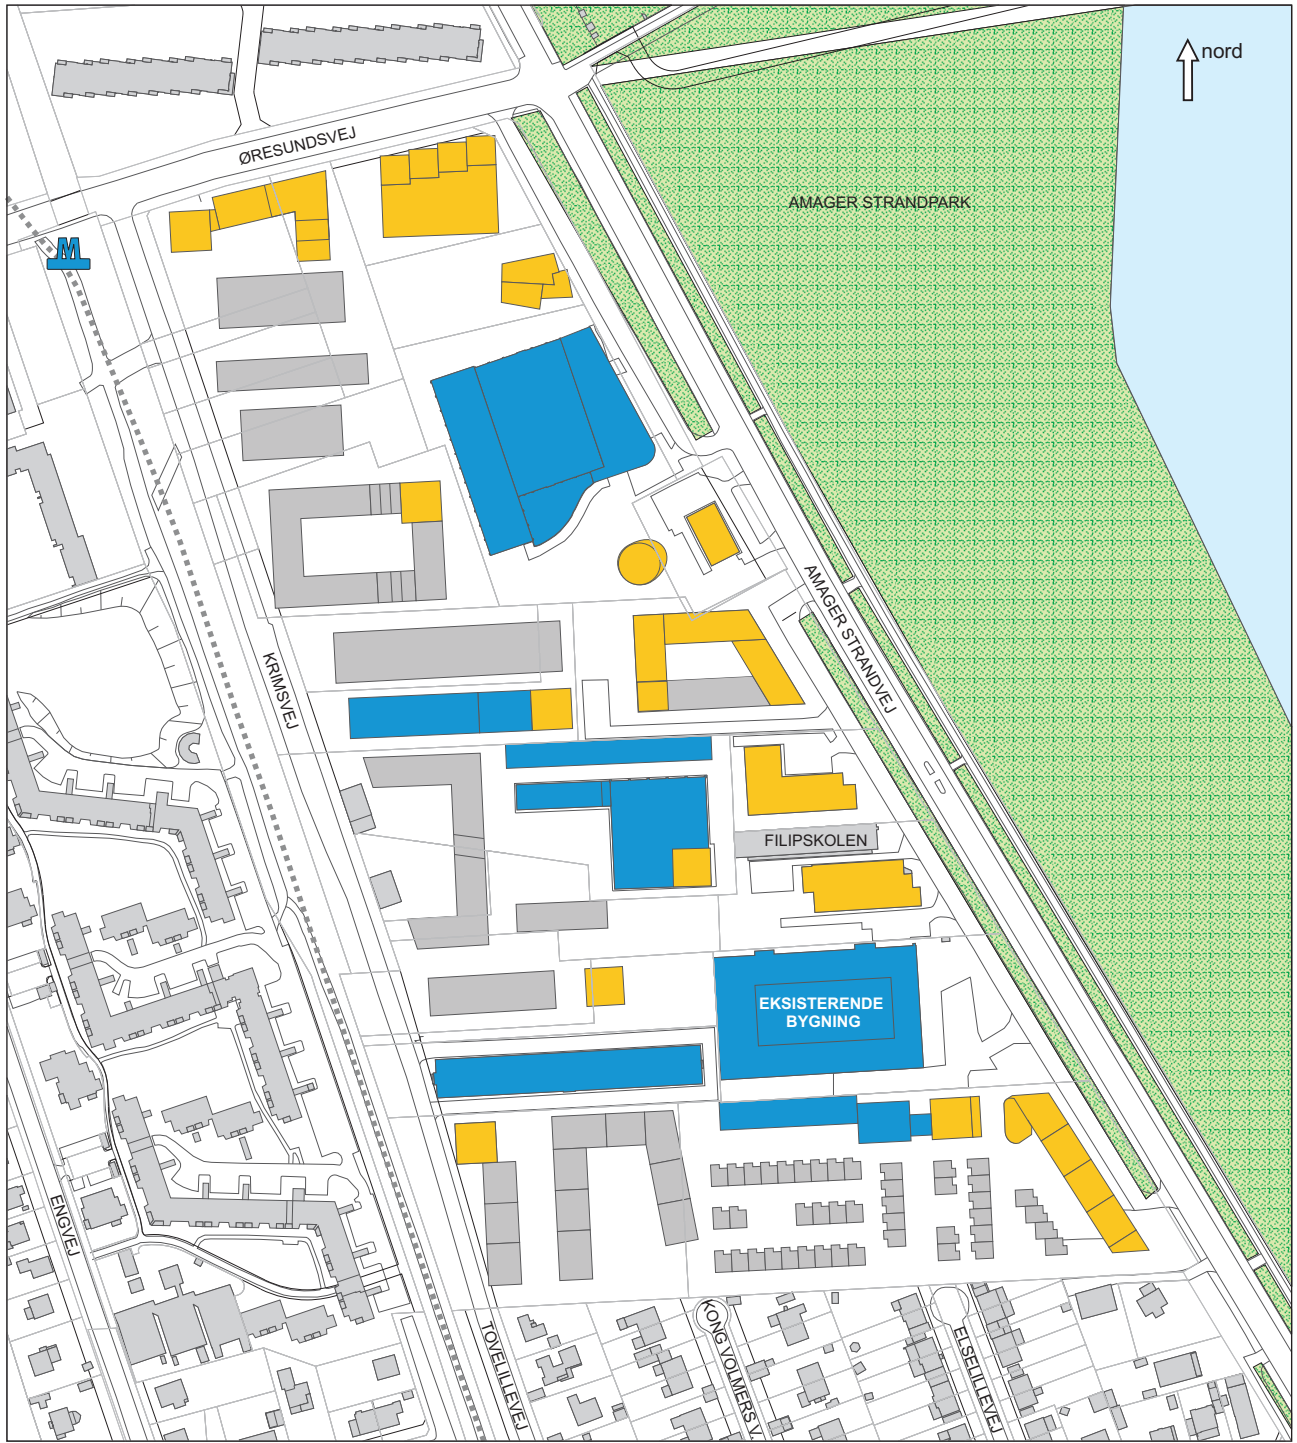 nord
ØRESUNDSVEJ
AMAGER STRANDPARK
M
AMAGER STRANDVEJ
KRIMSVEJ
FILIPSKOLEN
EKSISTERENDE
BYGNING
ENGVEJ
TOVELILLEVEJ
KONG VOLMERS V.
ELSELILLEVEJ